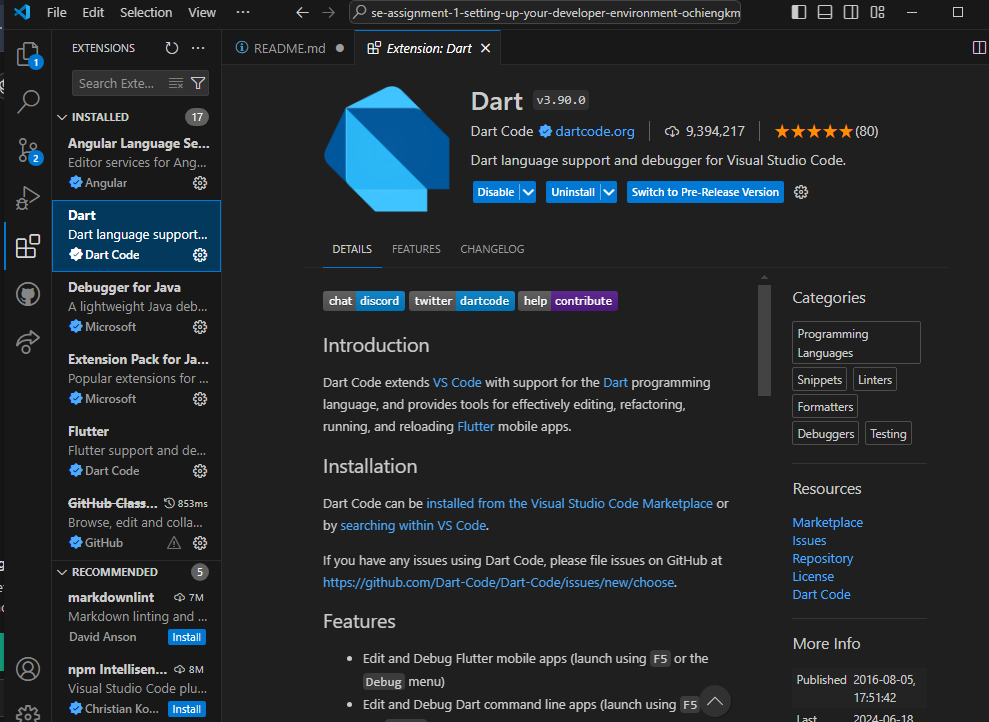 File Edit Selection View ··· se-assignment-1-setting-up-your-developer-environment-ochiengkm
EXTENSIONS
README.md
Extension: Dart
1
Search Exte...
INSTALLED 17
Angular Language Se...
Editor services for Ang...
Angular
2
Dart
Dart language support...
Dart Code
Debugger for Java
A lightweight Java deb...
Microsoft
Extension Pack for Ja...
Popular extensions for ...
Microsoft
Flutter
Flutter support and de...
Dart Code
GitHub Class... 853ms
Browse, edit and colla...
GitHub
RECOMMENDED 5
markdownlint 7M
Markdown linting and ...
David Anson Install
npm Intellisen... 8M
Visual Studio Code plu...
Christian Ko... Install
Dart v3.90.0
Dart Code dartcode.org 9,394,217 (80)
Dart language support and debugger for Visual Studio Code.
Disable Uninstall Switch to Pre-Release Version
DETAILS FEATURES CHANGELOG
chat discord twitter dartcode help contribute
Introduction
Dart Code extends VS Code with support for the Dart programming
language, and provides tools for effectively editing, refactoring,
running, and reloading Flutter mobile apps.
Installation
Dart Code can be installed from the Visual Studio Code Marketplace or
by searching within VS Code.
If you have any issues using Dart Code, please file issues on GitHub at
https://github.com/Dart-Code/Dart-Code/issues/new/choose.
Features
• Edit and Debug Flutter mobile apps (launch using F5 or the
Debug menu)
• Edit and Debug Dart command line apps (launch using F5
Categories
Programming
Languages
Snippets Linters
Formatters
Debuggers Testing
Resources
Marketplace
Issues
Repository
License
Dart Code
More Info
Published 2016-08-05,
17:51:42
Last 2024-06-18